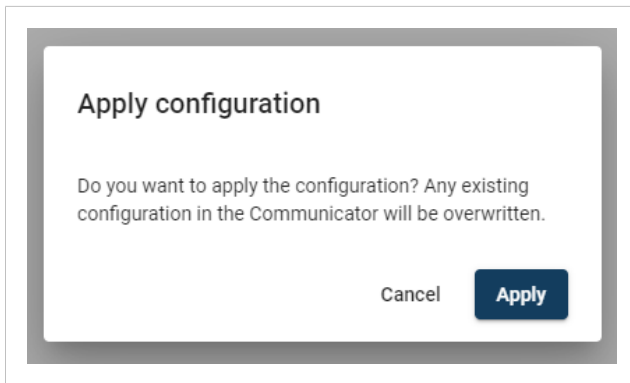 Apply configuration
Do you want to apply the configuration? Any existing
configuration in the Communicator will be overwritten.
Cancel Apply